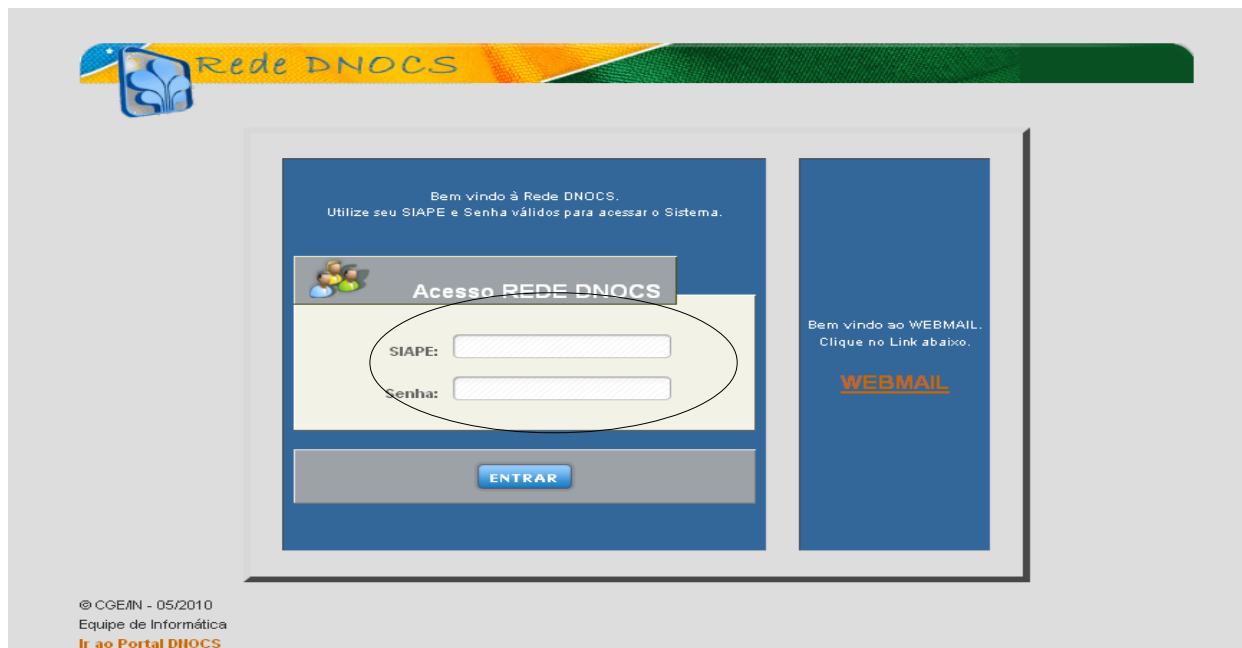 Rede DNOCS
Bem vindo à Rede DNOCS.
Utilize seu SIAPE e Senha válidos para acessar o Sistema.
Acesso REDE DNOCS
SIAPE:
Senha:
ENTRAR
Bem vindo ao WEBMAIL.
Clique no Link abaixo.
WEBMAIL
© CGE/IN - 05/2010
Equipe de Informática
Ir ao Portal DNOCS